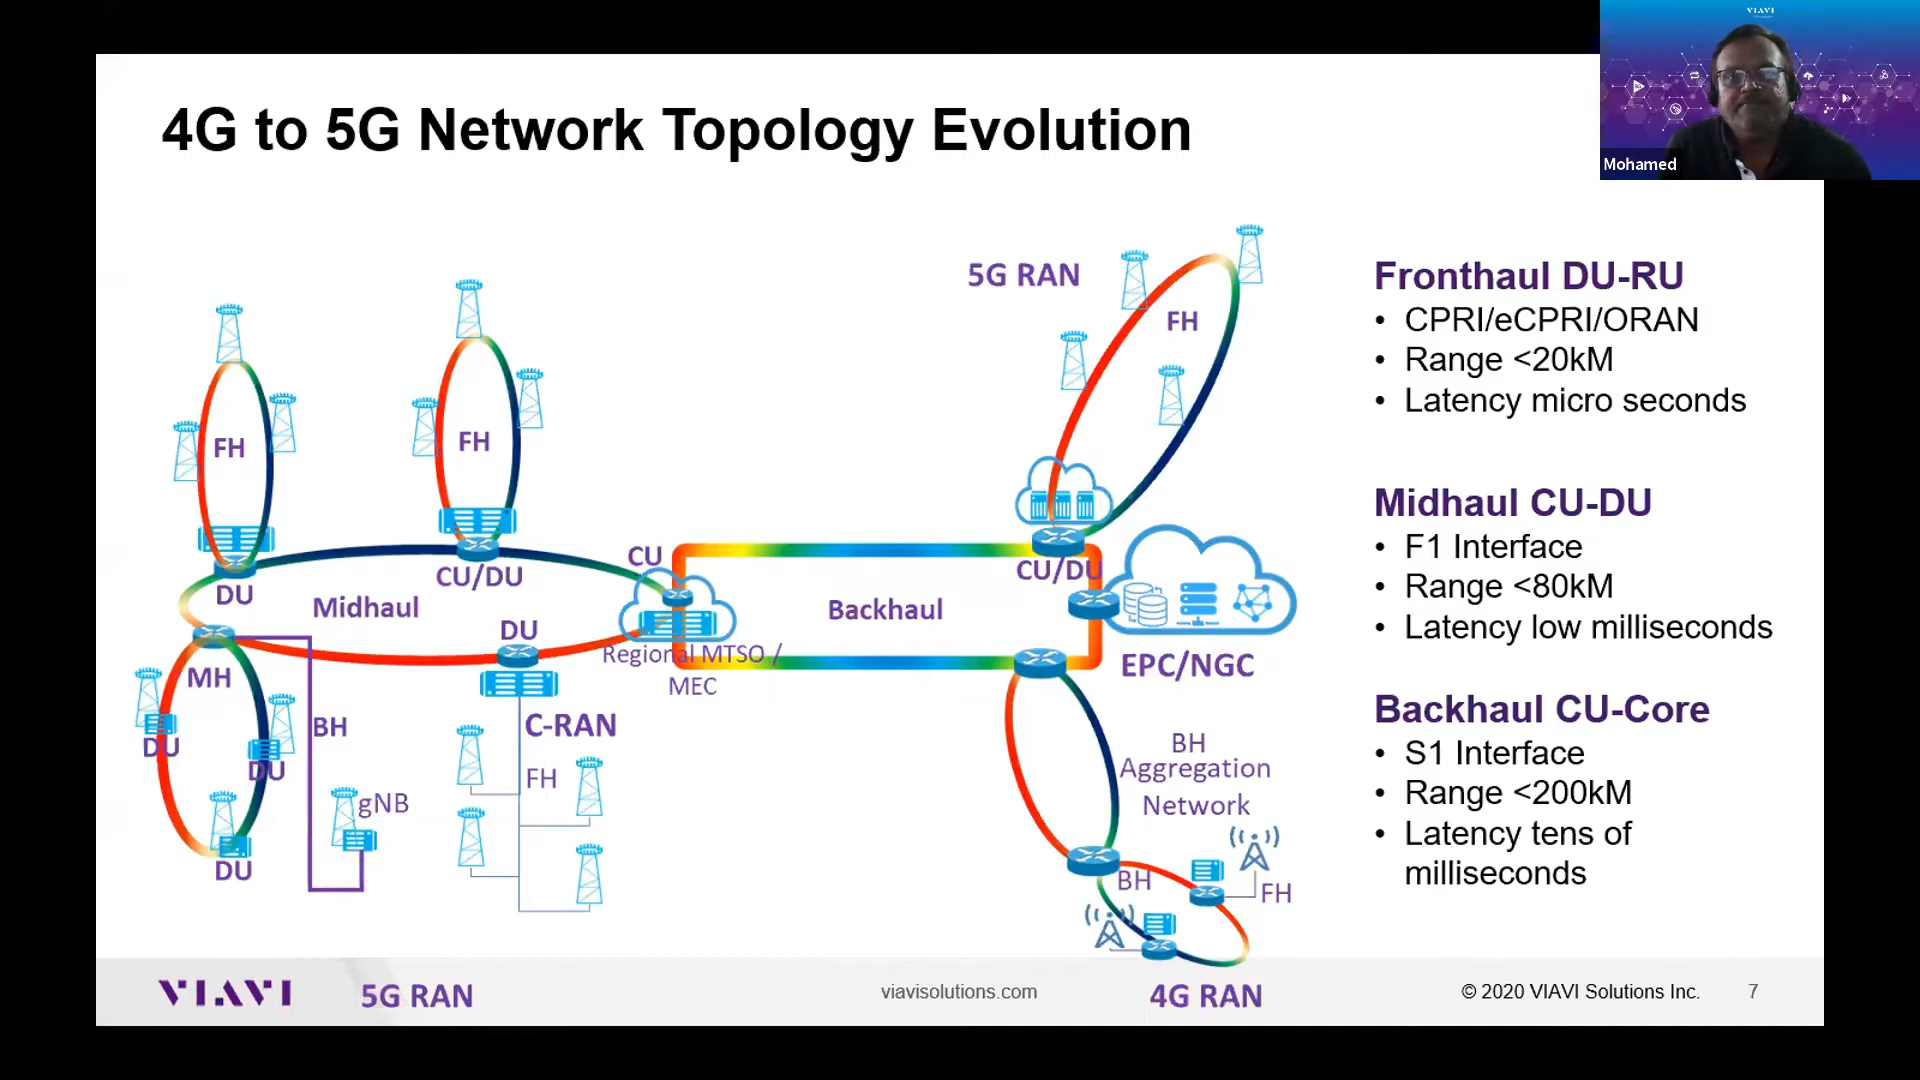 VIAVI
Mohamed
4G to 5G Network Topology Evolution
5G RAN
FH
FH
FH
Fronthaul DU-RU
• CPRI/eCPRI/ORAN
• Range <20kM
• Latency micro seconds
Midhaul CU-DU
• F1 Interface
• Range <80kM
• Latency low milliseconds
Backhaul CU-Core
• S1 Interface
• Range <200kM
• Latency tens of
milliseconds
CU
CU/DU
CU/DU
DU
Midhaul
Backhaul
DU
Regional MTSO /
MEC
EPC/NGC
MH
BH
C-RAN
DU
DU
FH
gNB
DU
BH
Aggregation
Network
BH
FH
VIAVI
5G RAN
viavisolutions.com
4G RAN
© 2020 VIAVI Solutions Inc.
7